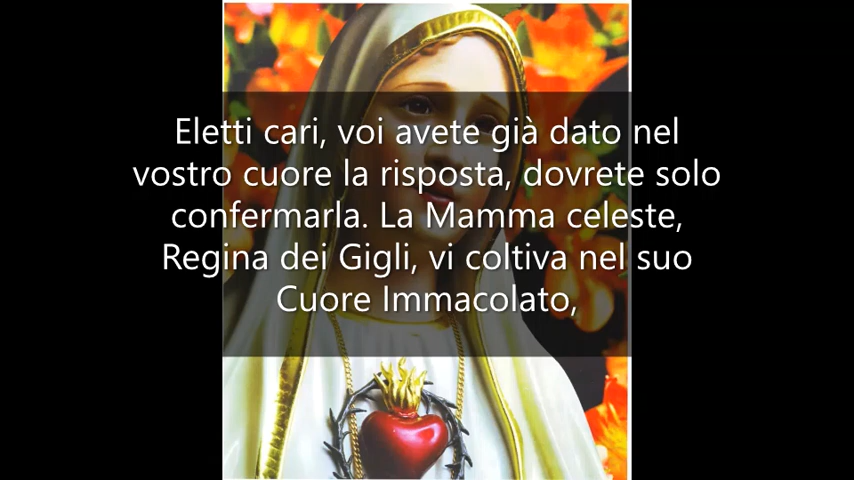 Eletti cari, voi avete già dato nel
vostro cuore la risposta, dovrete solo
confermarla. La Mamma celeste,
Regina dei Gigli, vi coltiva nel suo
Cuore Immacolato,